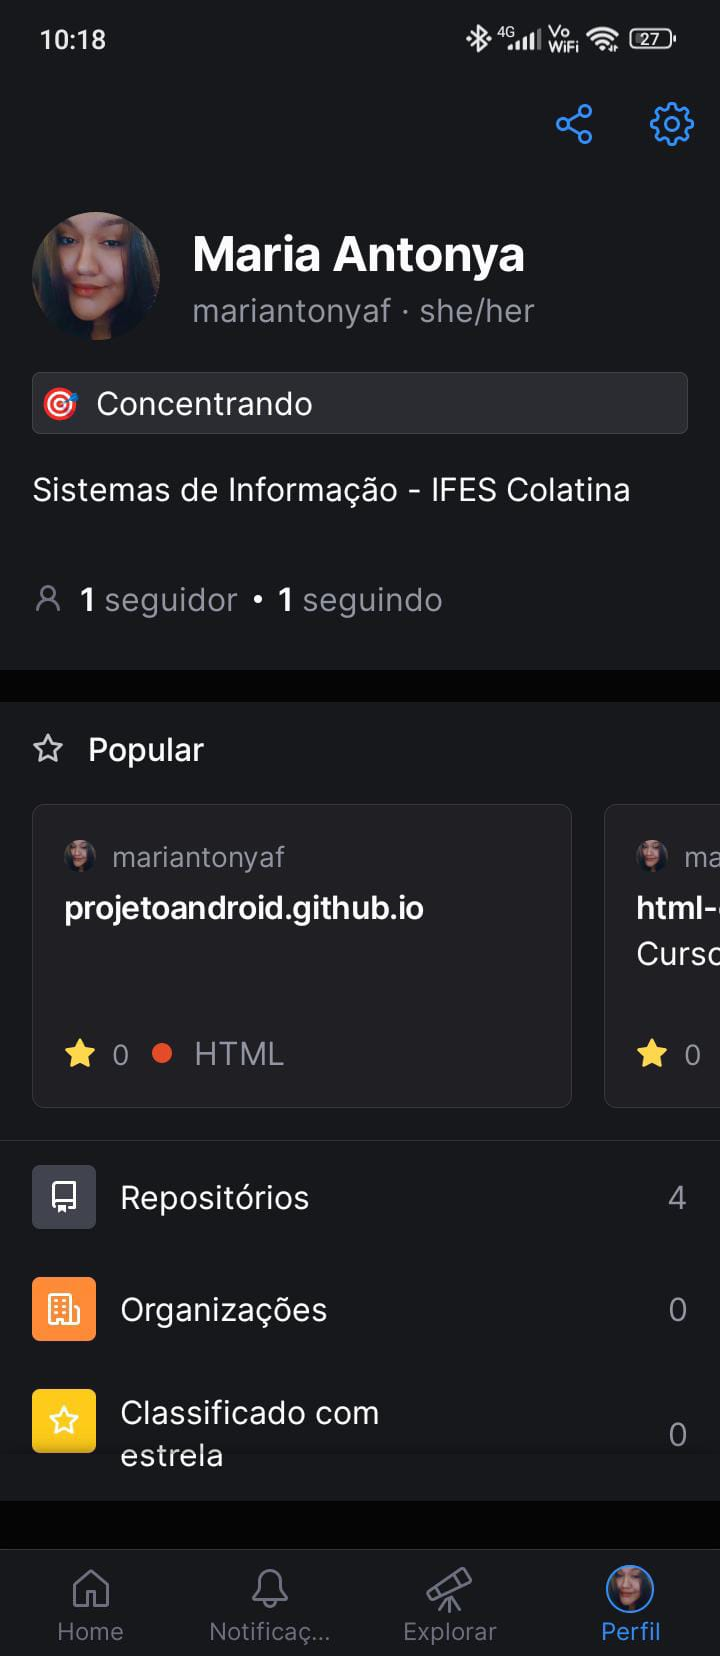 10:18
4G
Vo
WiFi
27
Maria Antonya
mariantonyaf · she/her
Concentrando
Sistemas de Informação - IFES Colatina
1 seguidor • 1 seguindo
Popular
mariantonyaf
projetoandroid.github.io
0 HTML
ma
html-
Curso
0
Repositórios 4
Organizações 0
Classificado com
estrela
0
Home
Notificaç...
Explorar
Perfil